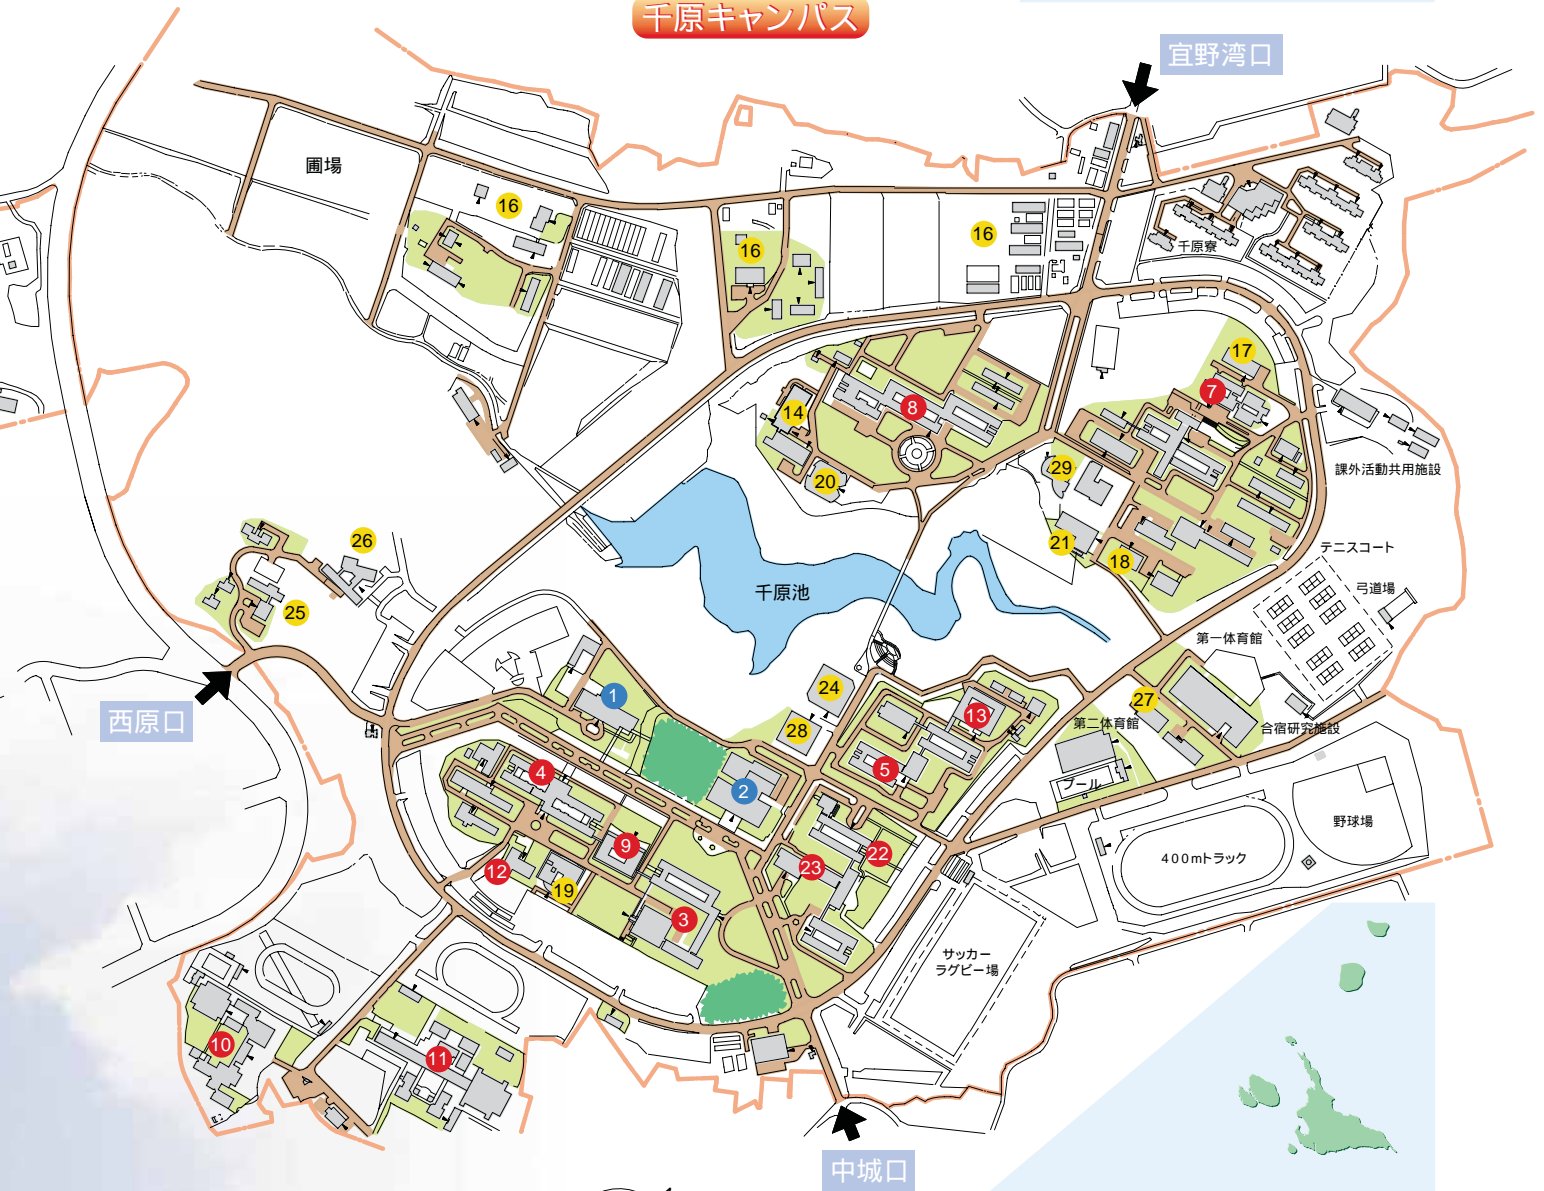 千原キャンパス
宜野湾口
圃場
16
16
16
千原寮
17
7
8
14
課外活動共用施設
29
20
26
21
テニスコート
18
千原池
弓道場
25
第一体育館
24
1
27
西原口
13
第二体育館
合宿研究施設
28
5
4
プール
2
野球場
9
22
400mトラック
12
23
19
3
サッカー
ラグビー場
10
11
中城口